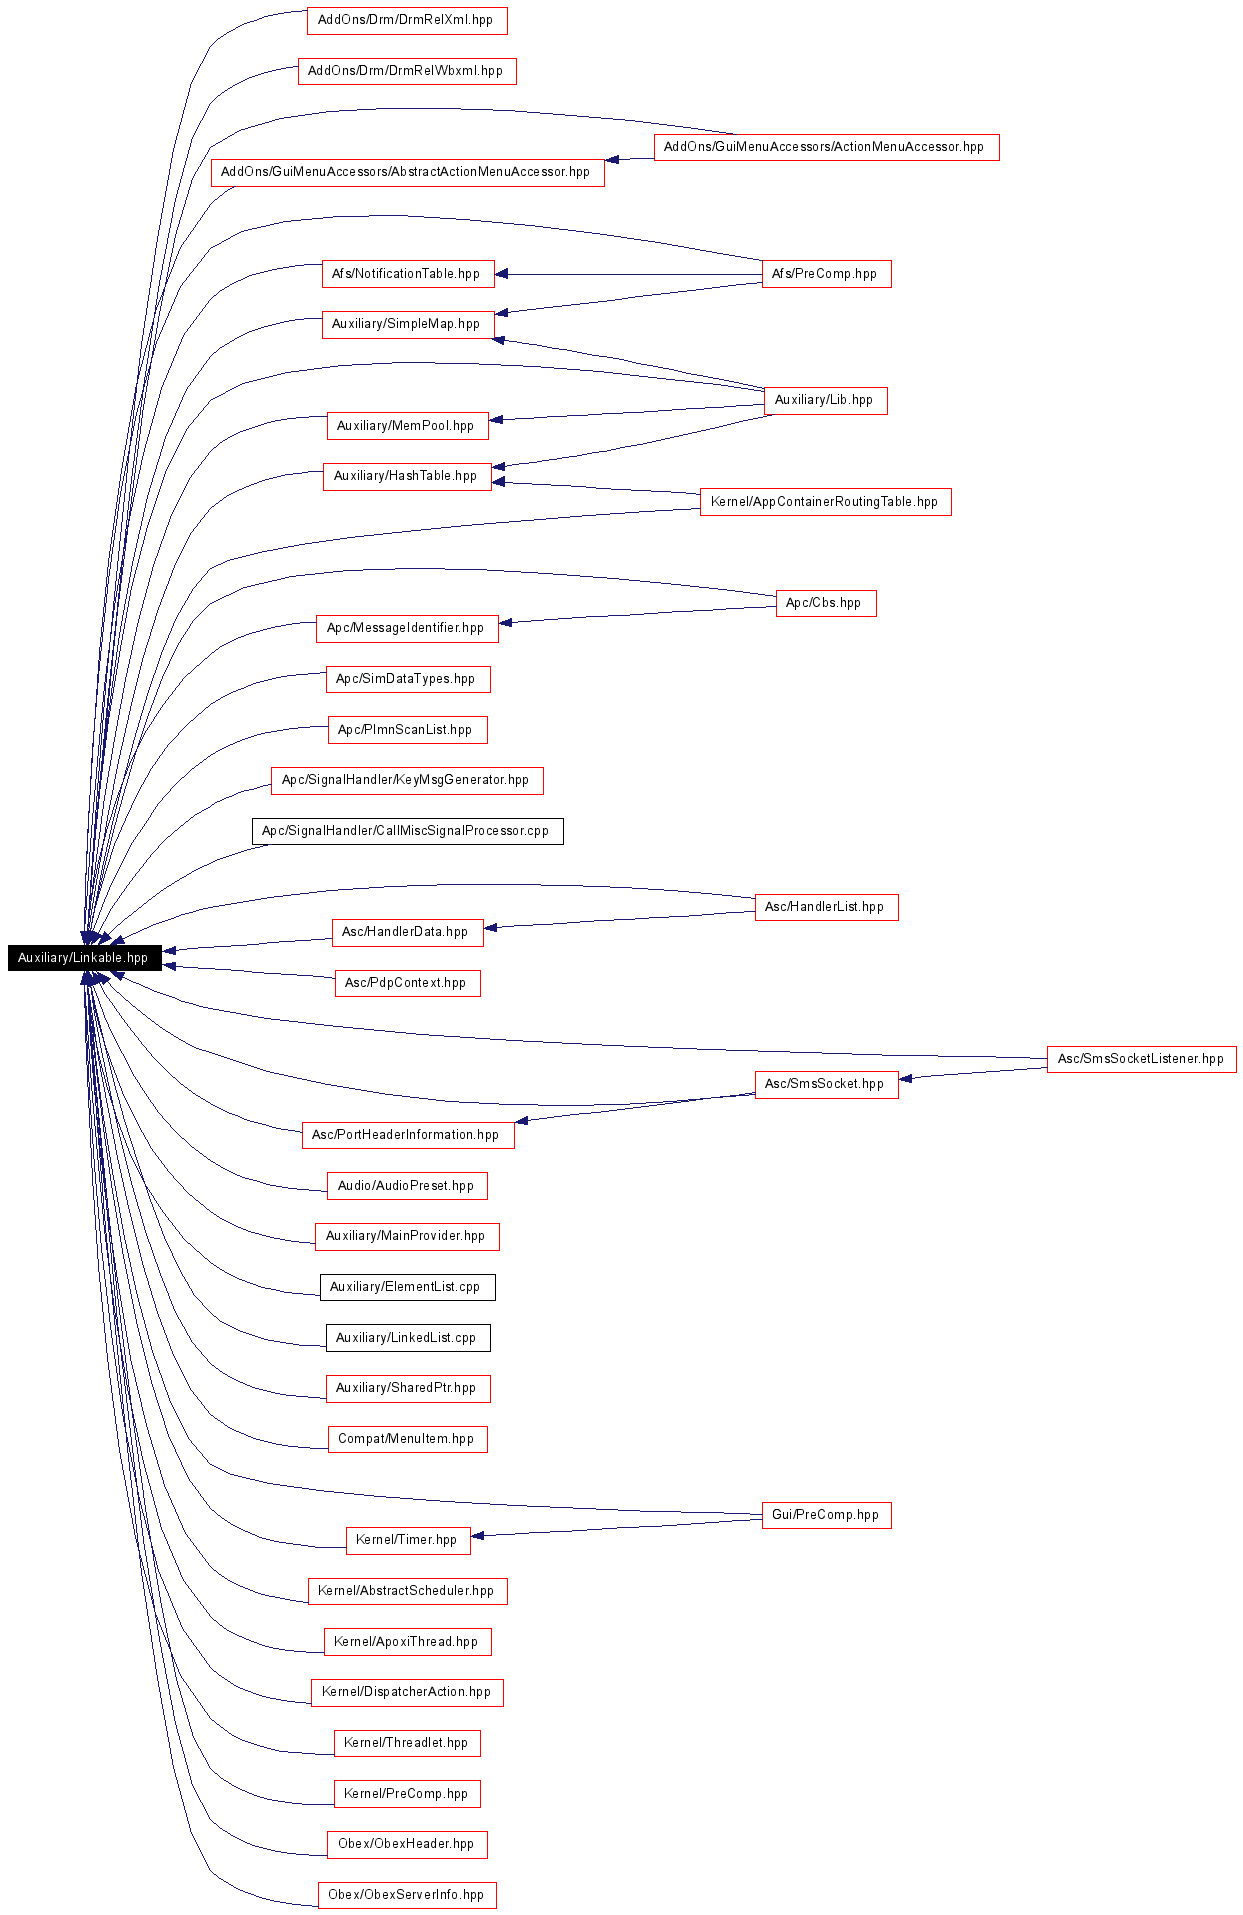 AddOns/Drm/DrmRelXml.hpp
AddOns/Drm/DrmRelWbxml.hpp
AddOns/GuiMenuAccessors/ActionMenuAccessor.hpp
AddOns/GuiMenuAccessors/AbstractActionMenuAccessor.hpp
Afs/NotificationTable.hpp
Afs/PreComp.hpp
Auxiliary/SimpleMap.hpp
Auxiliary/Lib.hpp
Auxiliary/MemPool.hpp
Auxiliary/HashTable.hpp
Kernel/AppContainerRoutingTable.hpp
Apc/Cbs.hpp
Apc/MessageIdentifier.hpp
Apc/SimDataTypes.hpp
Apc/PlmnScanList.hpp
Apc/SignalHandler/KeyMsgGenerator.hpp
Apc/SignalHandler/CallMiscSignalProcessor.cpp
Asc/HandlerList.hpp
Asc/HandlerData.hpp
Auxiliary/Linkable.hpp
Asc/PdpContext.hpp
Asc/SmsSocketListener.hpp
Asc/SmsSocket.hpp
Asc/PortHeaderInformation.hpp
Audio/AudioPreset.hpp
Auxiliary/MainProvider.hpp
Auxiliary/ElementList.cpp
Auxiliary/LinkedList.cpp
Auxiliary/SharedPtr.hpp
Compat/MenuItem.hpp
Gui/PreComp.hpp
Kernel/Timer.hpp
Kernel/AbstractScheduler.hpp
Kernel/ApoxiThread.hpp
Kernel/DispatcherAction.hpp
Kernel/Threadlet.hpp
Kernel/PreComp.hpp
Obex/ObexHeader.hpp
Obex/ObexServerInfo.hpp